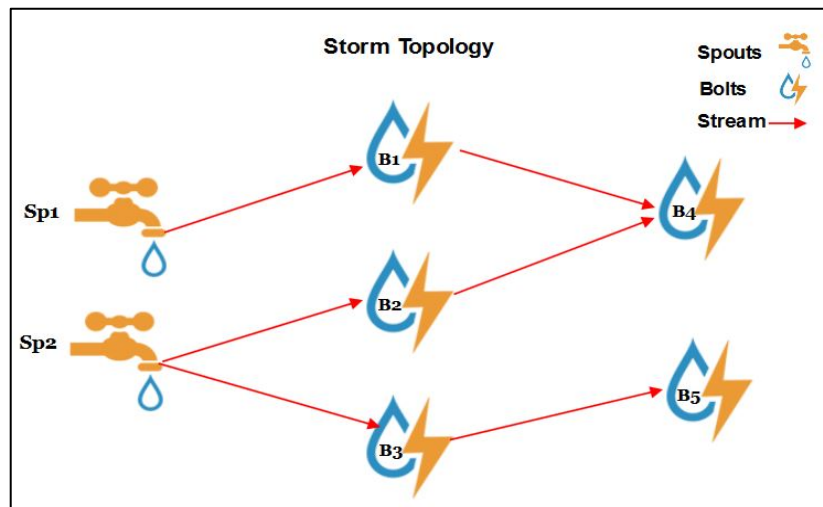 Storm Topology
Spouts
Bolts
Stream
B1
Sp1
B4
B2
Sp2
B5
B3